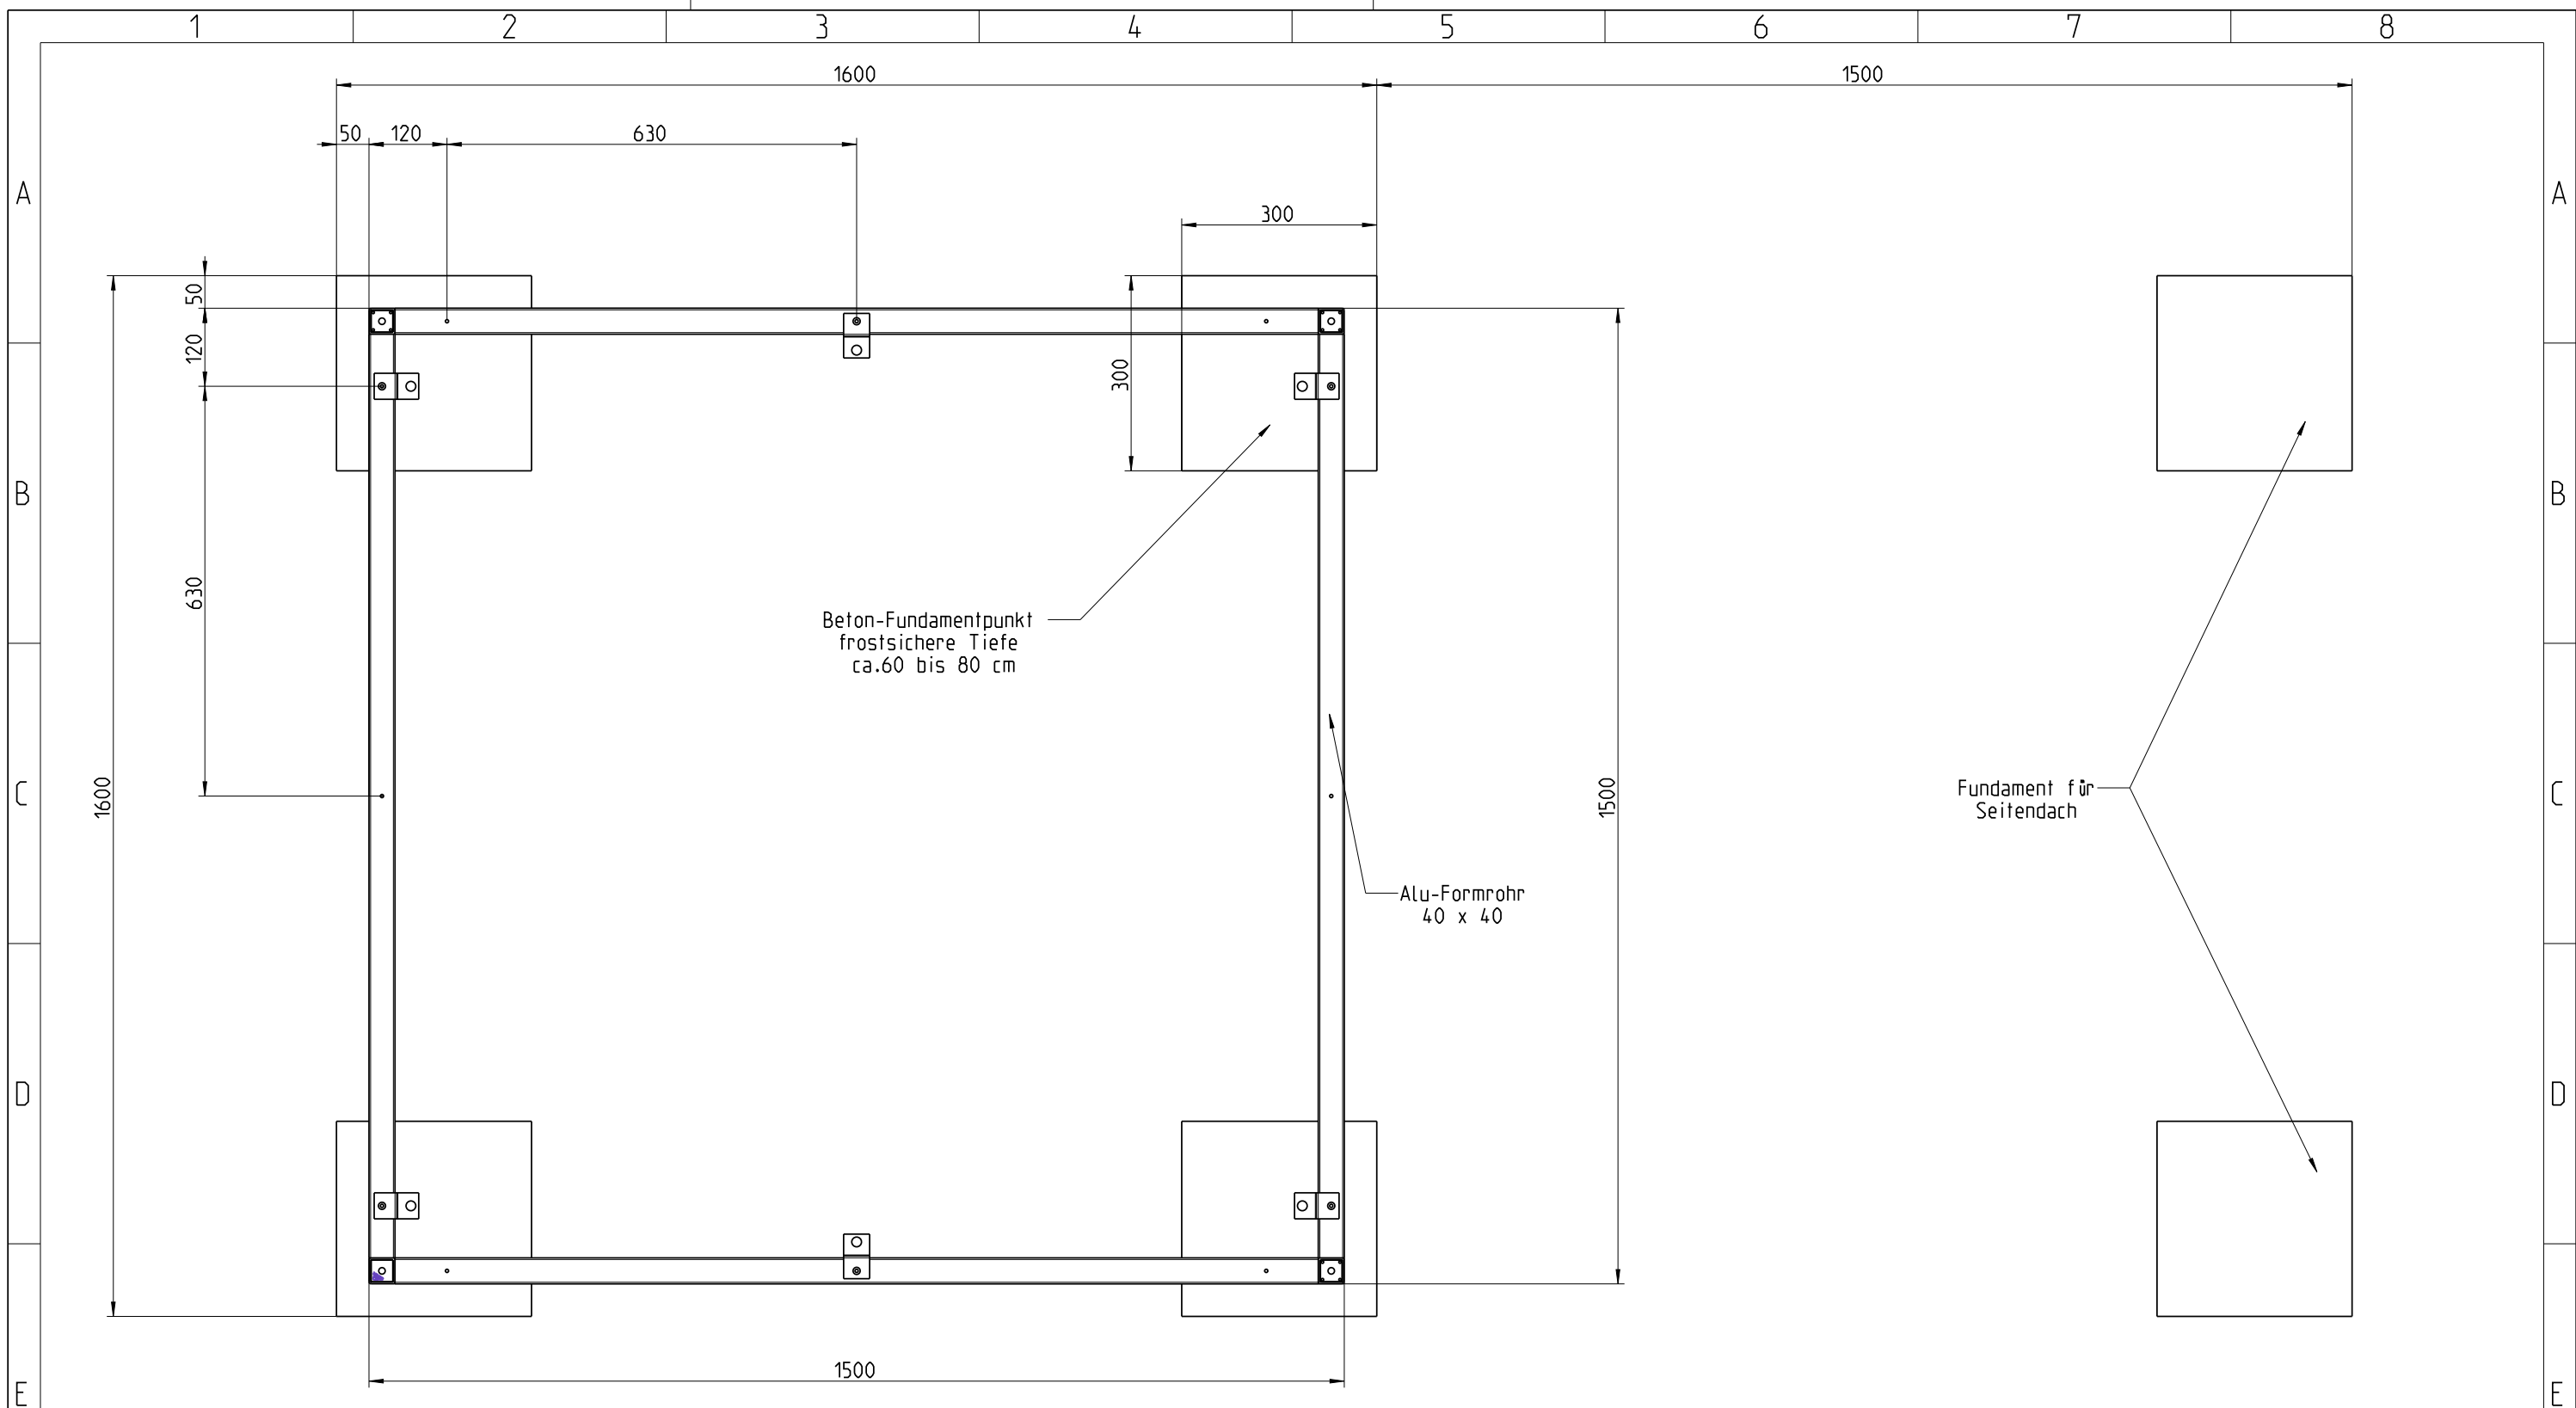 1 2 3 4 5 6 7 8
1600 1500
50 120 630
A A
300
50
120
300
B B
630
Beton-Fundamentpunkt
frostsichere Tiefe
ca.60 bis 80 cm
C C
1600
1500
Fundament für
Seitendach
Alu-Formrohr
40 x 40
D D
1500
E E